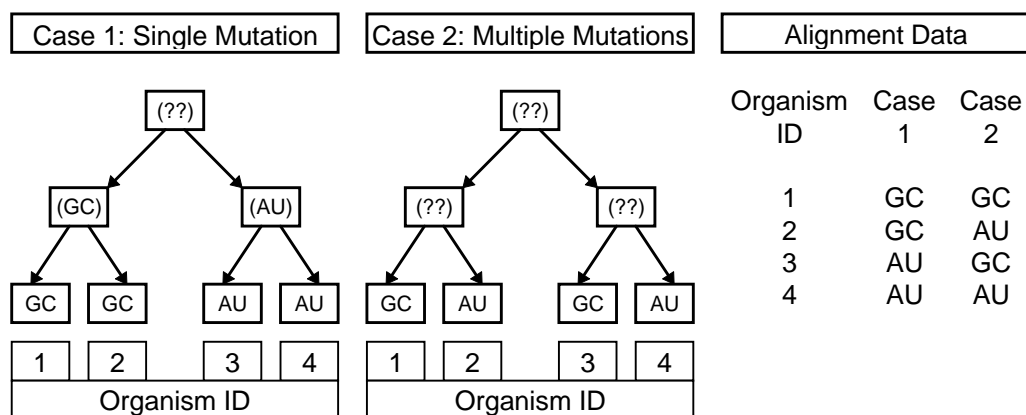 Case 1: Single Mutation
(??)
(GC) (AU)
GC GC AU AU
1 2 3 4
Organism ID
Case 2: Multiple Mutations
(??)
(??) (??)
GC AU GC AU
1 2 3 4
Organism ID
Alignment Data
Organism Case Case
ID 1 2
1 GC GC
2 GC AU
3 AU GC
4 AU AU